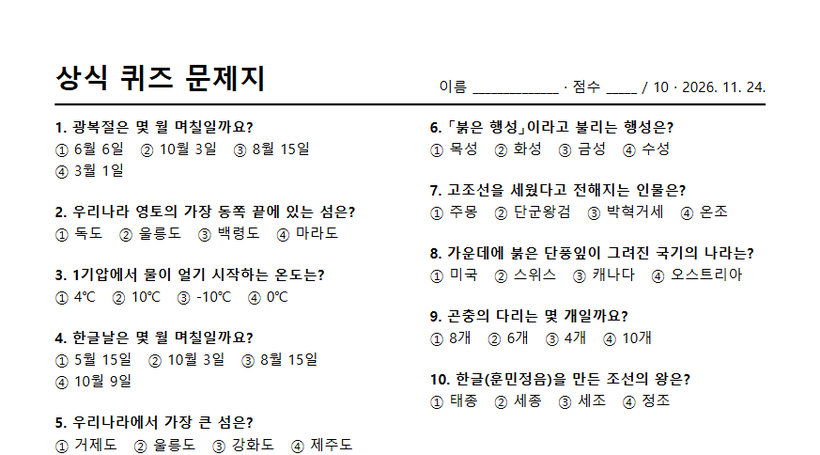 상식 퀴즈 문제지
이름 ______________ · 점수 _____ / 10 · 2026. 11. 24.
1. 광복절은 몇 월 며칠일까요?
① 6월 6일 ② 10월 3일 ③ 8월 15일
④ 3월 1일
2. 우리나라 영토의 가장 동쪽 끝에 있는 섬은?
① 독도 ② 울릉도 ③ 백령도 ④ 마라도
3. 1기압에서 물이 얼기 시작하는 온도는?
① 4℃ ② 10℃ ③ -10℃ ④ 0℃
4. 한글날은 몇 월 며칠일까요?
① 5월 15일 ② 10월 3일 ③ 8월 15일
④ 10월 9일
5. 우리나라에서 가장 큰 섬은?
① 거제도 ② 울릉도 ③ 강화도 ④ 제주도
6. 「붉은 행성」이라고 불리는 행성은?
① 목성 ② 화성 ③ 금성 ④ 수성
7. 고조선을 세웠다고 전해지는 인물은?
① 주몽 ② 단군왕검 ③ 박혁거세 ④ 온조
8. 가운데에 붉은 단풍잎이 그려진 국기의 나라는?
① 미국 ② 스위스 ③ 캐나다 ④ 오스트리아
9. 곤충의 다리는 몇 개일까요?
① 8개 ② 6개 ③ 4개 ④ 10개
10. 한글(훈민정음)을 만든 조선의 왕은?
① 태종 ② 세종 ③ 세조 ④ 정조